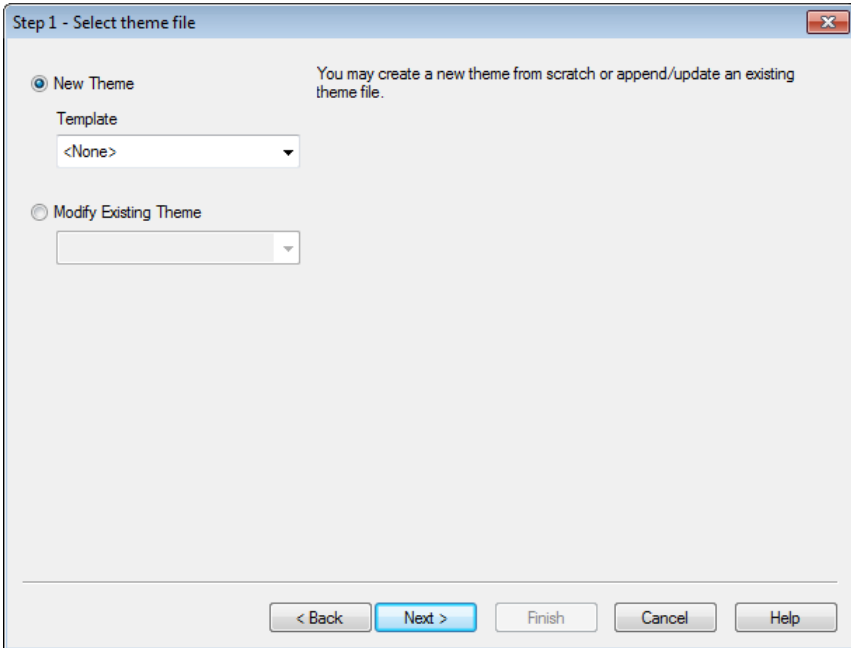 Step 1 - Select theme file
New Theme
You may create a new theme from scratch or append/update an existing
theme file.
Template
<None>
Modify Existing Theme
< Back
Next >
Finish
Cancel
Help